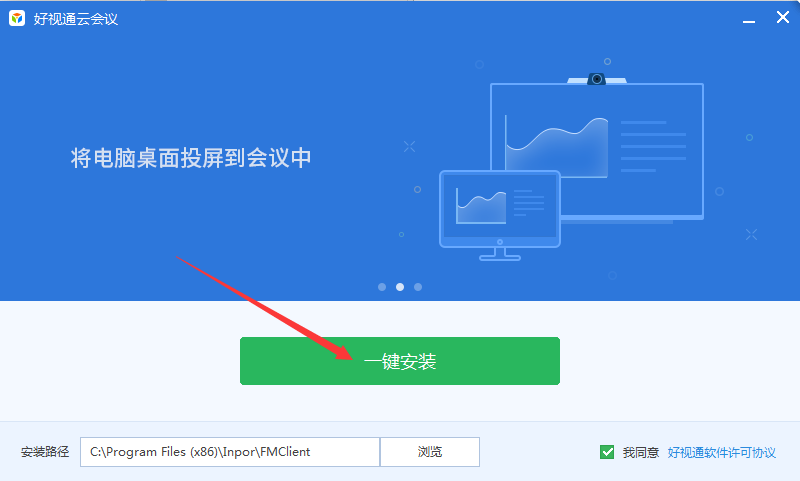 好视通云会议
将电脑桌面投屏到会议中
一键安装
安装路径 C:\Program Files (x86)\Inpor\FMClient 浏览 我同意 好视通软件许可协议